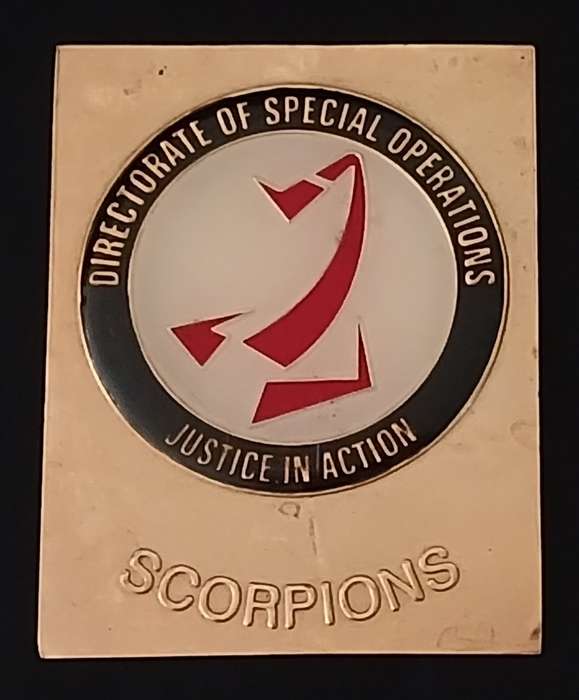 DIRECTORATE OF SPECIAL OPERATIONS
JUSTICE IN ACTION
SCORPIONS